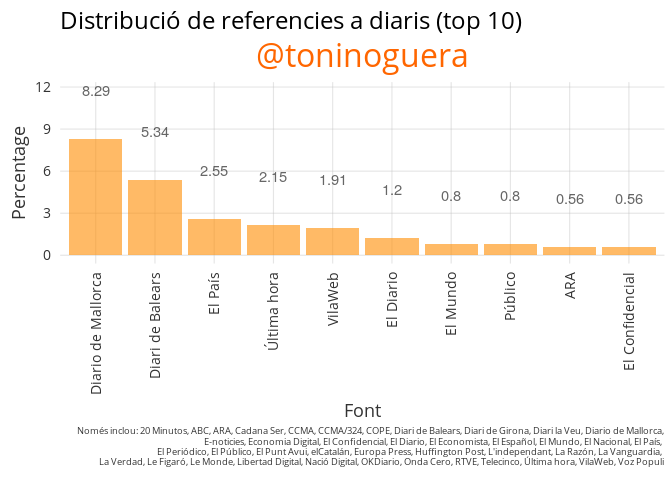 Distribució de referencies a diaris (top 10)
@toninoguera
Percentage
12
9
6
3
0
8.29
5.34
2.55
2.15
1.91
1.2
0.8
0.8
0.56
0.56
Diario de Mallorca
Diari de Balears
El País
Última hora
VilaWeb
El Diario
El Mundo
Público
ARA
El Confidencial
Font
Només inclou: 20 Minutos, ABC, ARA, Cadana Ser, CCMA, CCMA/324, COPE, Diari de Balears, Diari de Girona, Diari la Veu, Diario de Mallorca,
E-noticies, Economia Digital, El Confidencial, El Diario, El Economista, El Español, El Mundo, El Nacional, El País,
El Periódico, El Público, El Punt Avui, elCatalán, Europa Press, Huffington Post, L'independant, La Razón, La Vanguardia,
La Verdad, Le Figaró, Le Monde, Libertad Digital, Nació Digital, OKDiario, Onda Cero, RTVE, Telecinco, Última hora, VilaWeb, Voz Populi